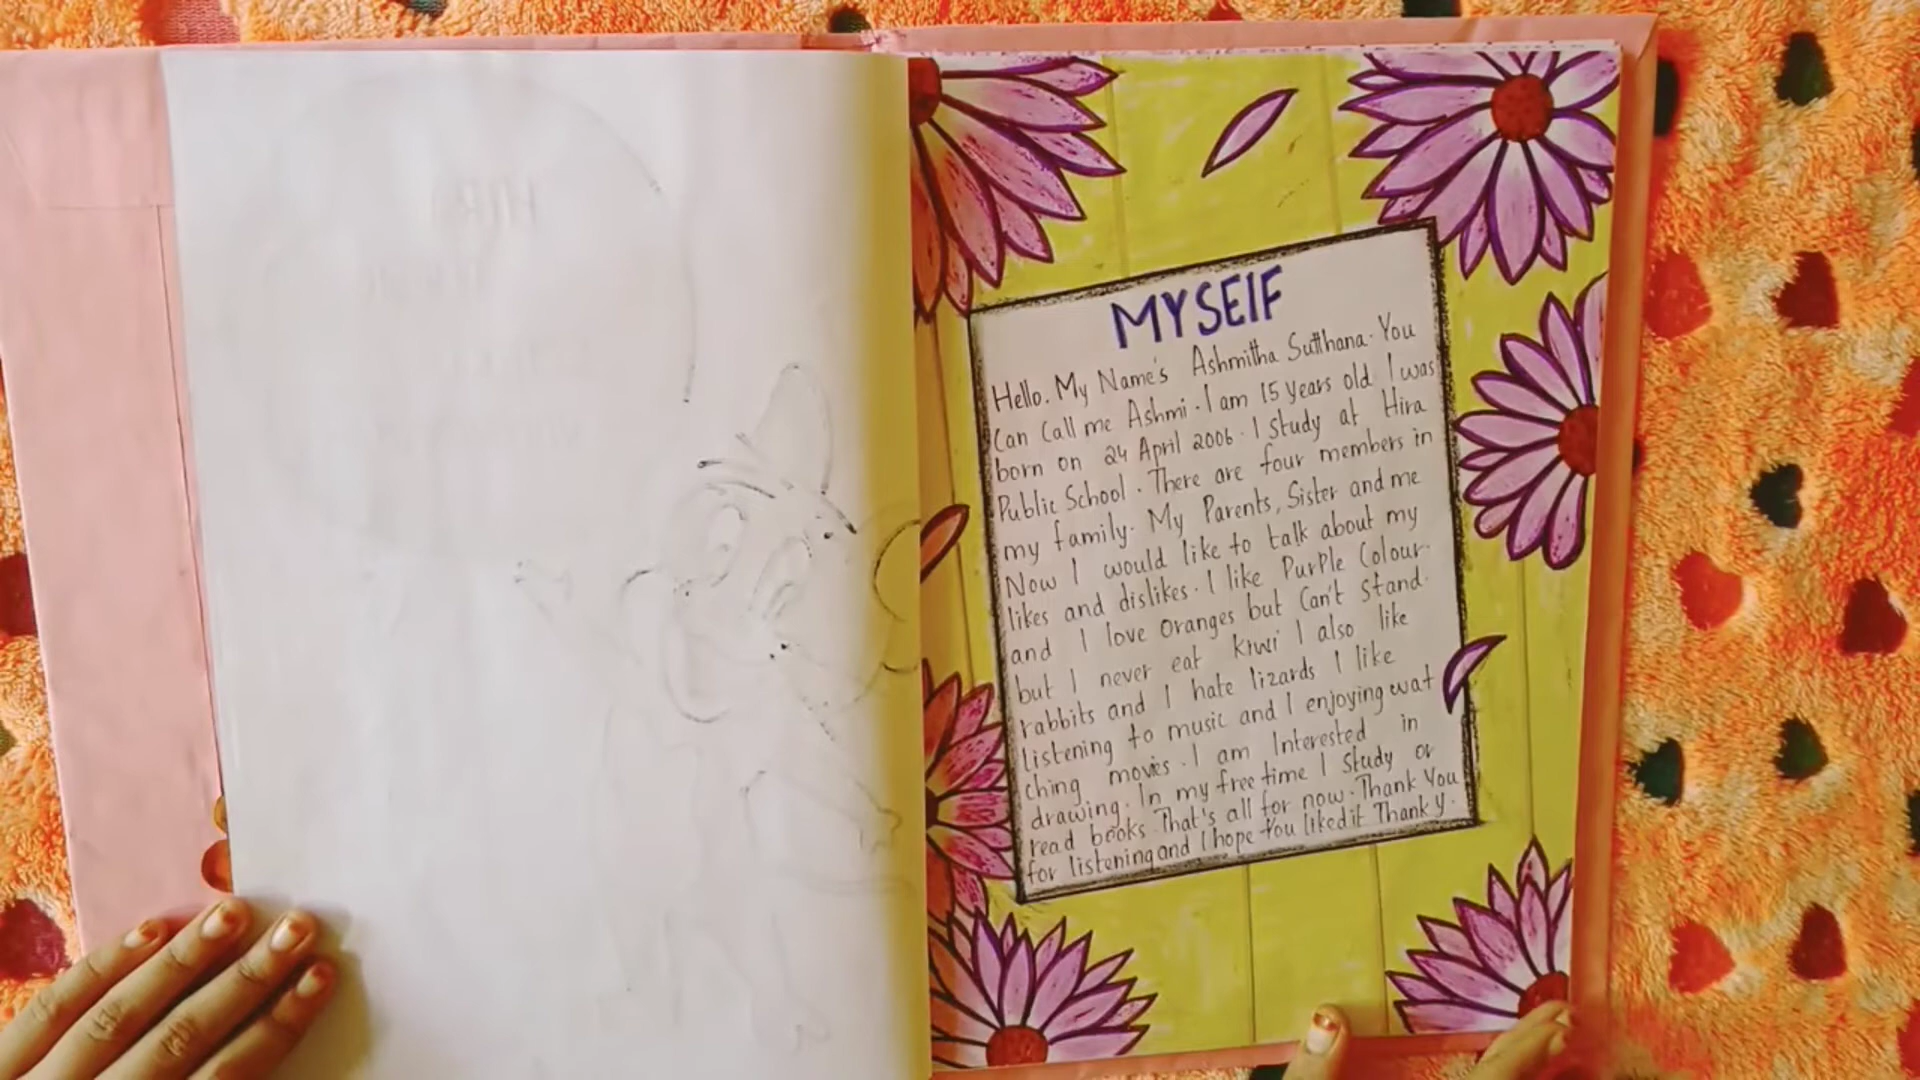 MYSElF
Hello. My Name's Ashmitha Sutthana. You
Can Call me Ashmi. I am 15 Years old I was
born on 24 April 2006. I Study at Hira
Public School. There are four members in
my family. My Parents, Sister and me
Now I would like to talk about my
likes and dislikes. I like PurPle Colour.
and I love Oranges but Can't Stand.
but I never eat kiwi I also like
rabbits and I hate lizards I like
listening to music and I enjoying wat
ching movies. I am Interested in
drawing. In my free time I Study or
read books. That's all for now. Thank You
for listening and I hope You liked it Thank Y.